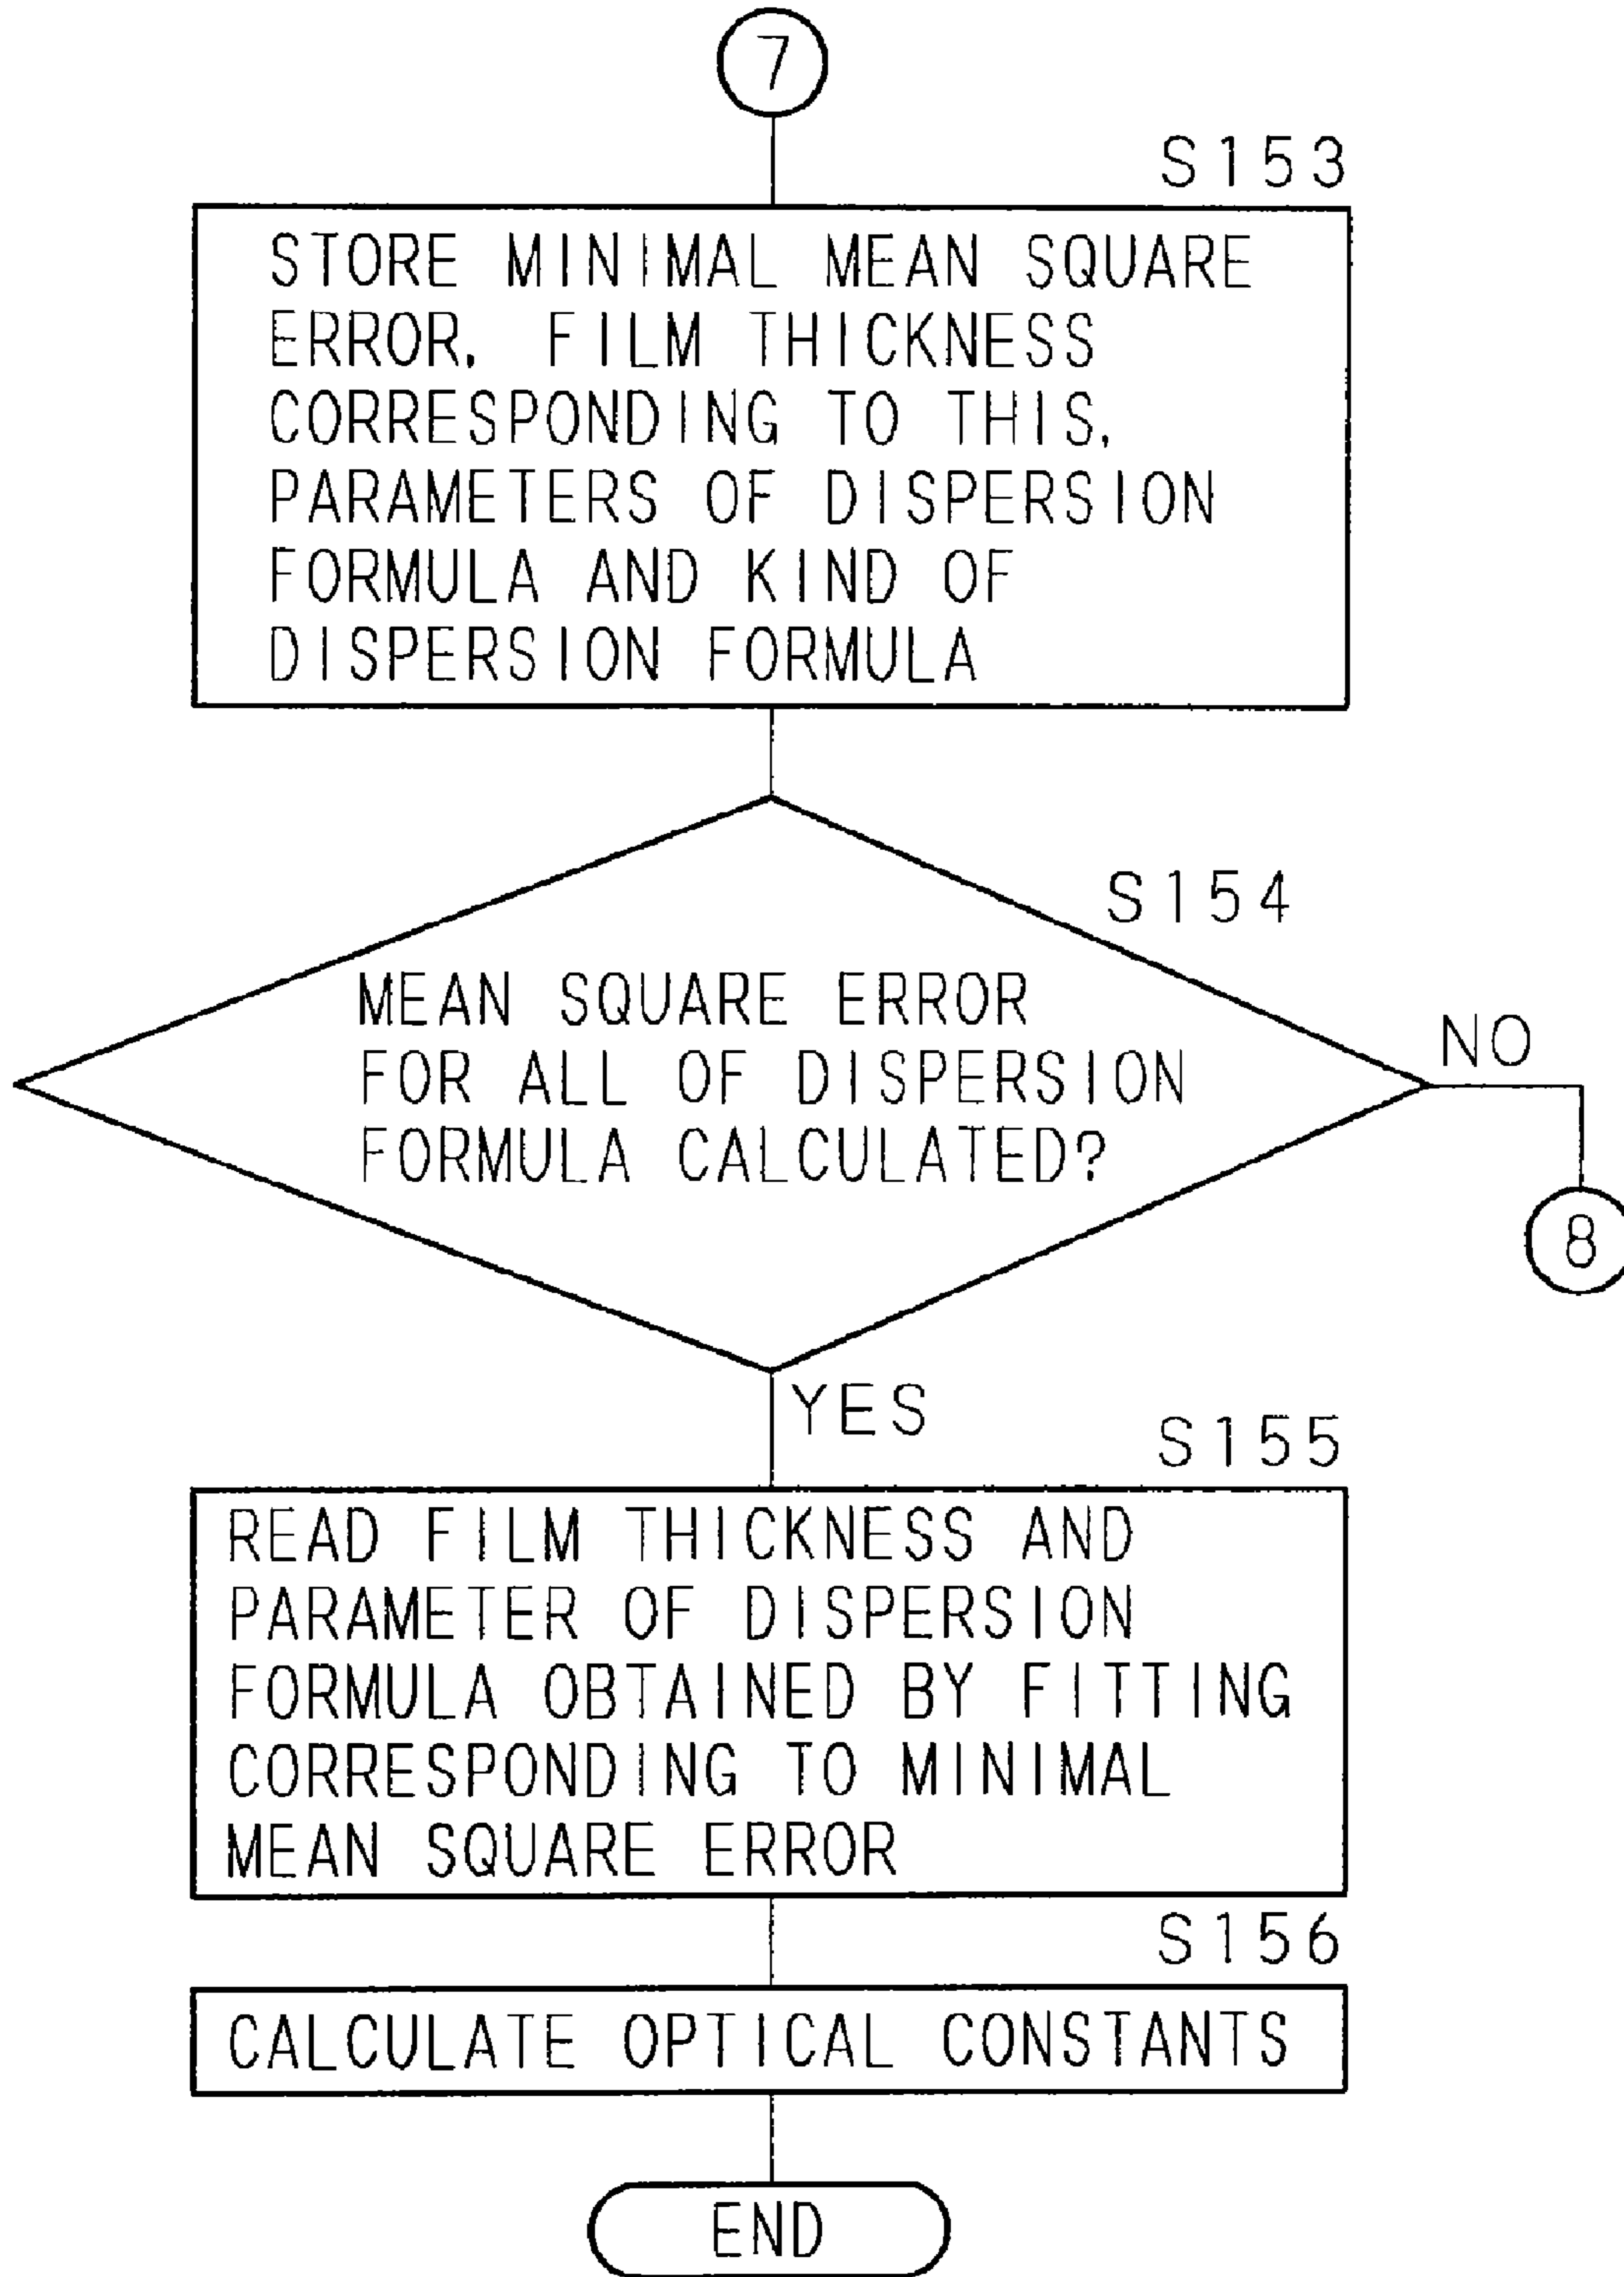 7
S153
STORE MINIMAL MEAN SQUARE
ERROR, FILM THICKNESS
CORRESPONDING TO THIS,
PARAMETERS OF DISPERSION
FORMULA AND KIND OF
DISPERSION FORMULA
S154
MEAN SQUARE ERROR
FOR ALL OF DISPERSION
FORMULA CALCULATED?
NO
8
YES
S155
READ FILM THICKNESS AND
PARAMETER OF DISPERSION
FORMULA OBTAINED BY FITTING
CORRESPONDING TO MINIMAL
MEAN SQUARE ERROR
S156
CALCULATE OPTICAL CONSTANTS
END